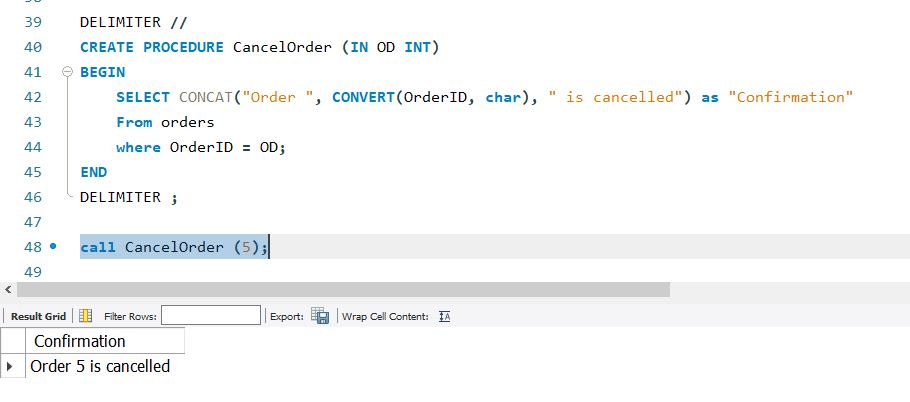 39 DELIMITER //
40 CREATE PROCEDURE CancelOrder (IN OD INT)
41 BEGIN
42 SELECT CONCAT("Order ", CONVERT(OrderID, char), " is cancelled") as "Confirmation"
43 From orders
44 where OrderID = OD;
45 END
46 DELIMITER ;
47
48 call CancelOrder (5);
49
Result Grid Filter Rows: Export: Wrap Cell Content: IA
Confirmation
Order 5 is cancelled